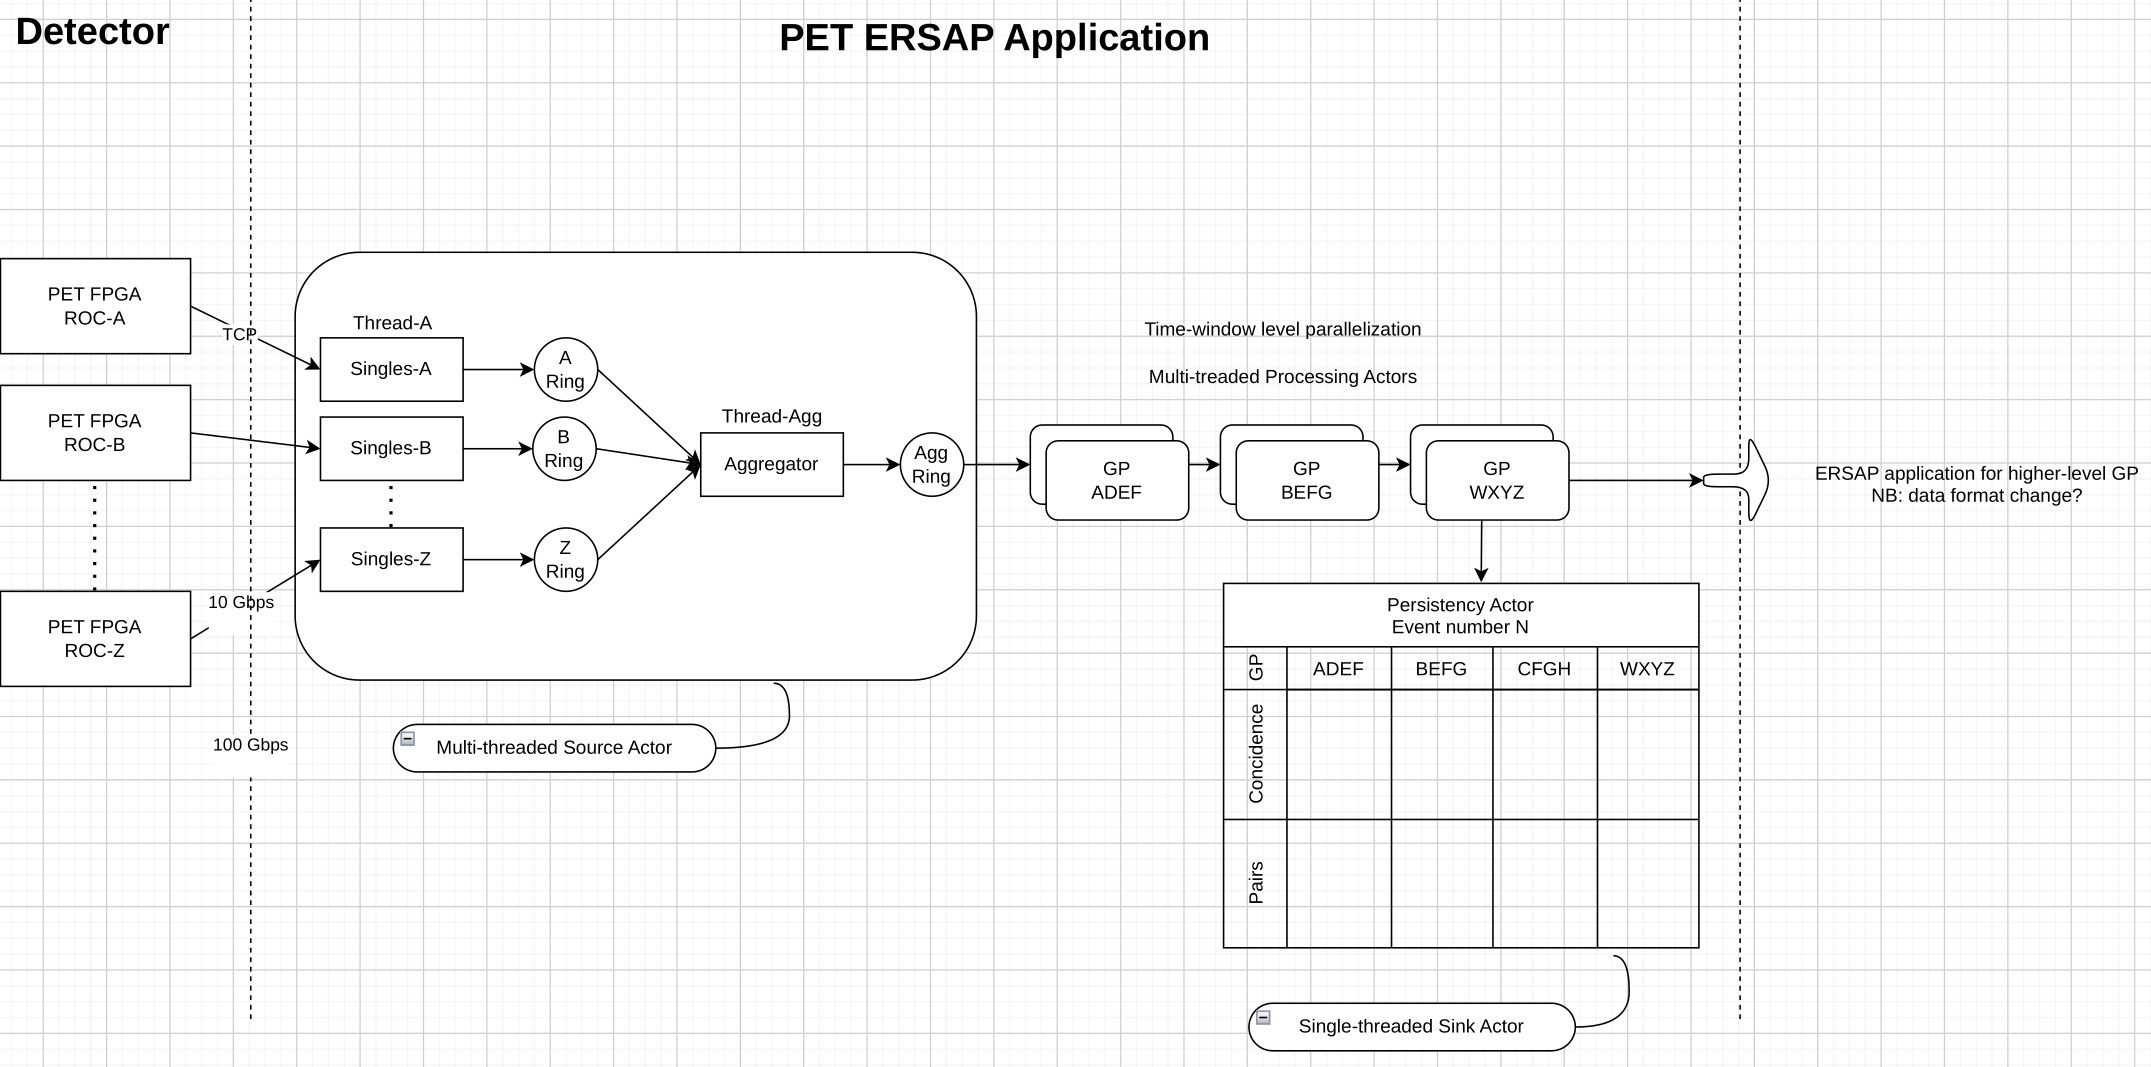 Detector
PET ERSAP Application
PET FPGA
ROC-A
TCP
PET FPGA
ROC-B
PET FPGA
ROC-Z
10 Gbps
100 Gbps
Thread-A
Singles-A
A
Ring
Singles-B
B
Ring
Singles-Z
Z
Ring
Thread-Agg
Aggregator
Agg
Ring
Multi-threaded Source Actor
Time-window level parallelization
Multi-treaded Processing Actors
GP
ADEF
GP
BEFG
GP
WXYZ
ERSAP application for higher-level GP
NB: data format change?
Persistency Actor
Event number N
GP
ADEF
BEFG
CFGH
WXYZ
Concidence
Pairs
Single-threaded Sink Actor